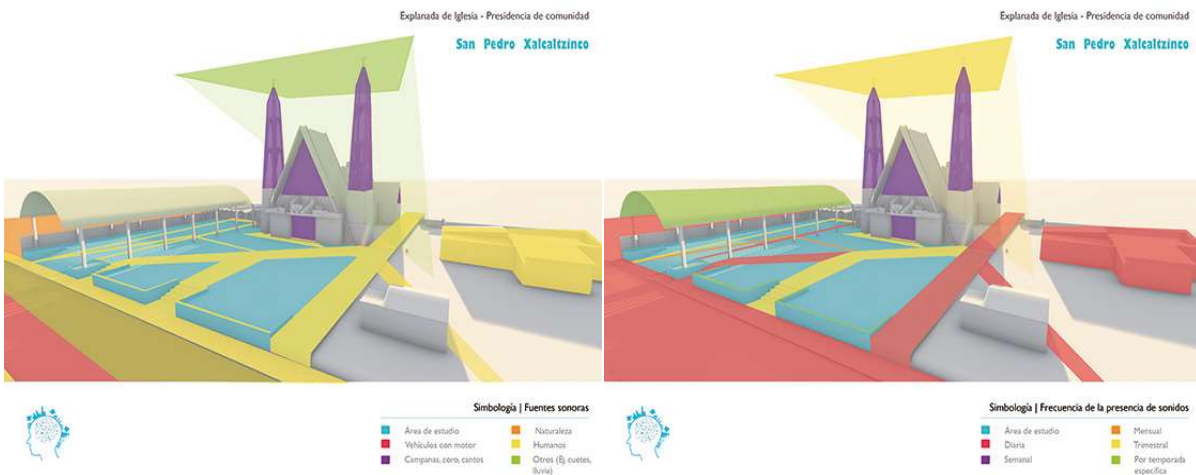 Explanada de Iglesia - Presidencia de comunidad
San Pedro Xalcaltzinco
Simbología | Fuentes sonoras
Área de estudio
Vehículos con motor
Campanas, coro, cantos
Naturaleza
Humanos
Otros (Ej. cuetes,
lluvia)
Explanada de Iglesia - Presidencia de comunidad
San Pedro Xalcaltzinco
Simbología | Frecuencia de la presencia de sonidos
Área de estudio
Diaria
Semanal
Mensual
Trimestral
Por temporada
específica